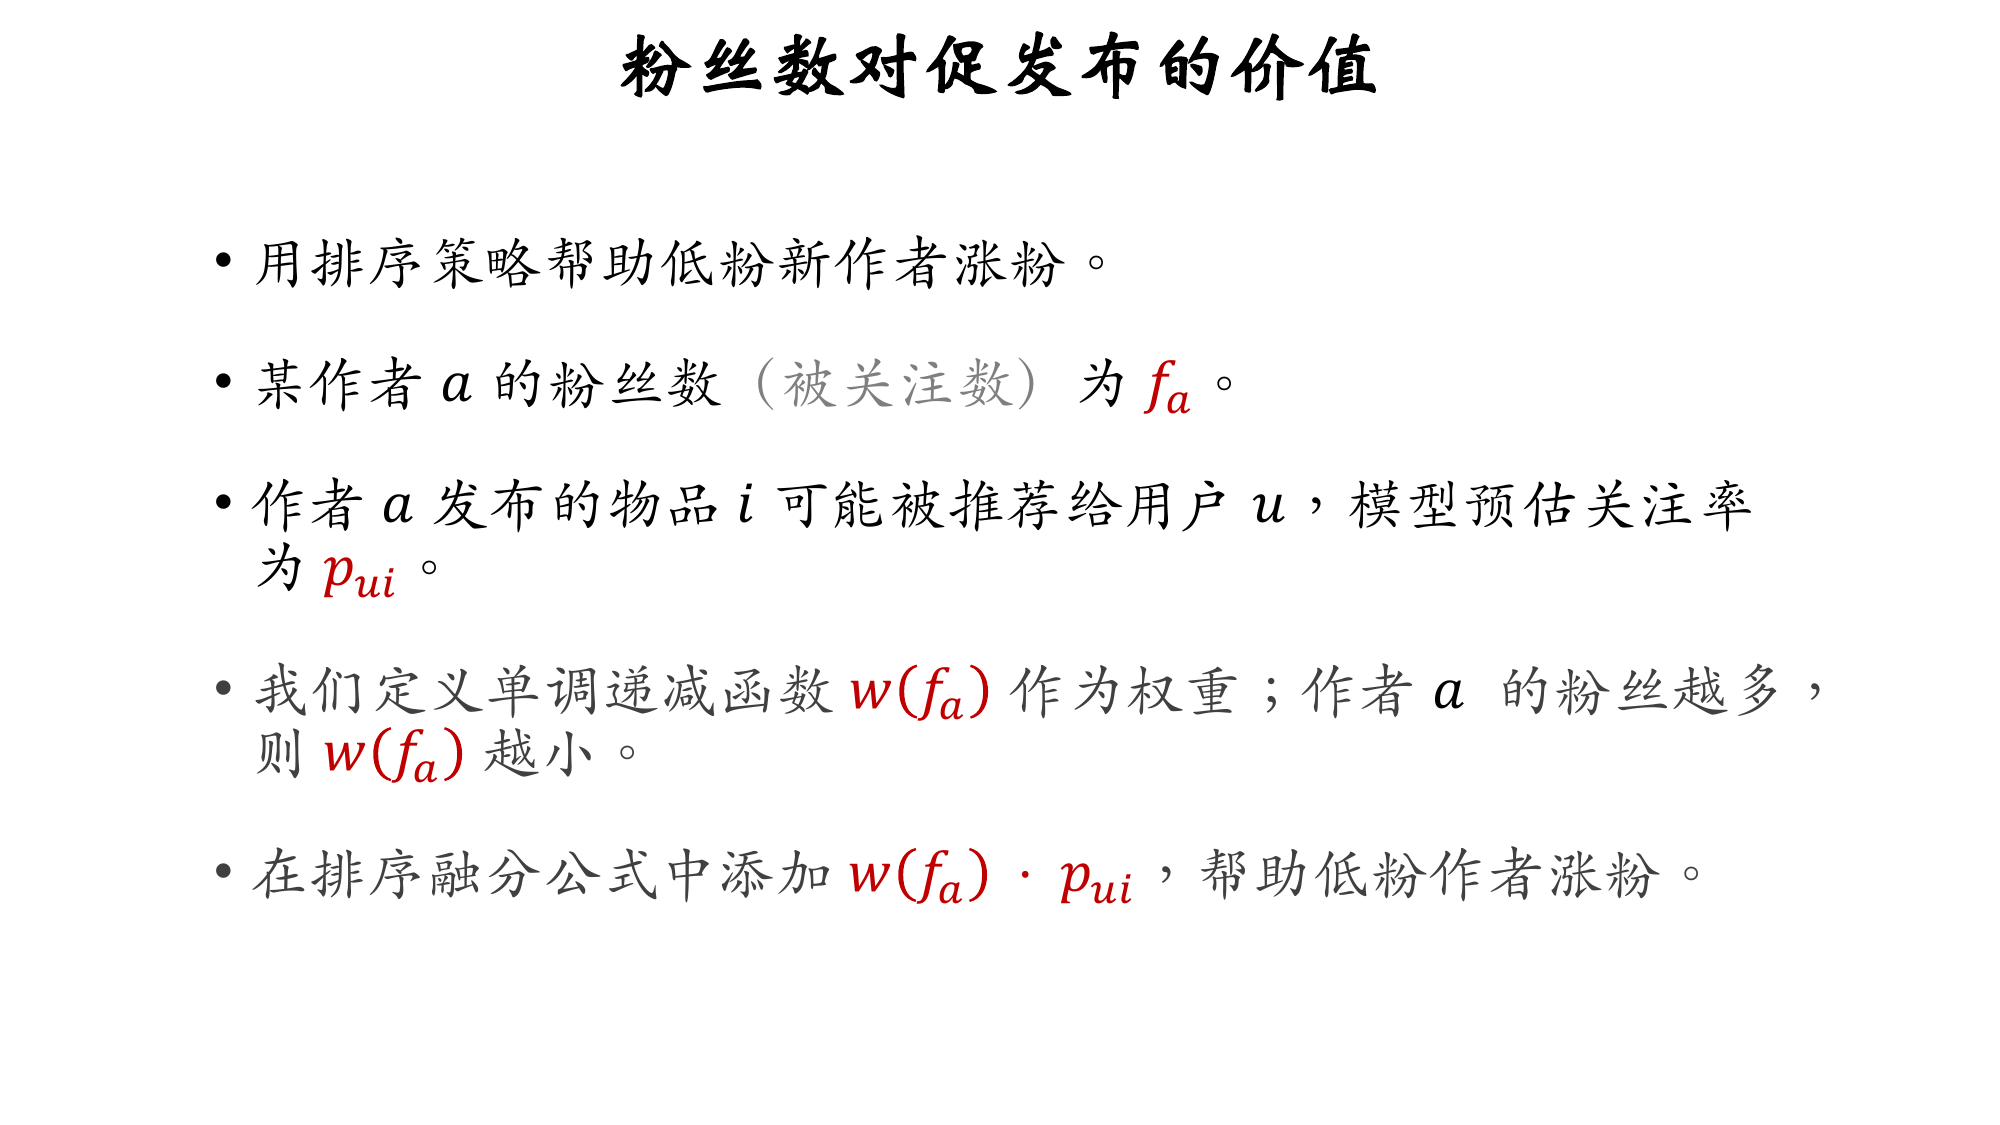 粉丝数对促发布的价值
• 用排序策略帮助低粉新作者涨粉。
• 某作者 a 的粉丝数（被关注数）为 fₐ。
• 作者 a 发布的物品 i 可能被推荐给用户 u，模型预估关注率
为 p_{ui}。
• 我们定义单调递减函数 w(fₐ) 作为权重；作者 a 的粉丝越多，
则 w(fₐ) 越小。
• 在排序融分公式中添加 w(fₐ) · p_{ui}，帮助低粉作者涨粉。